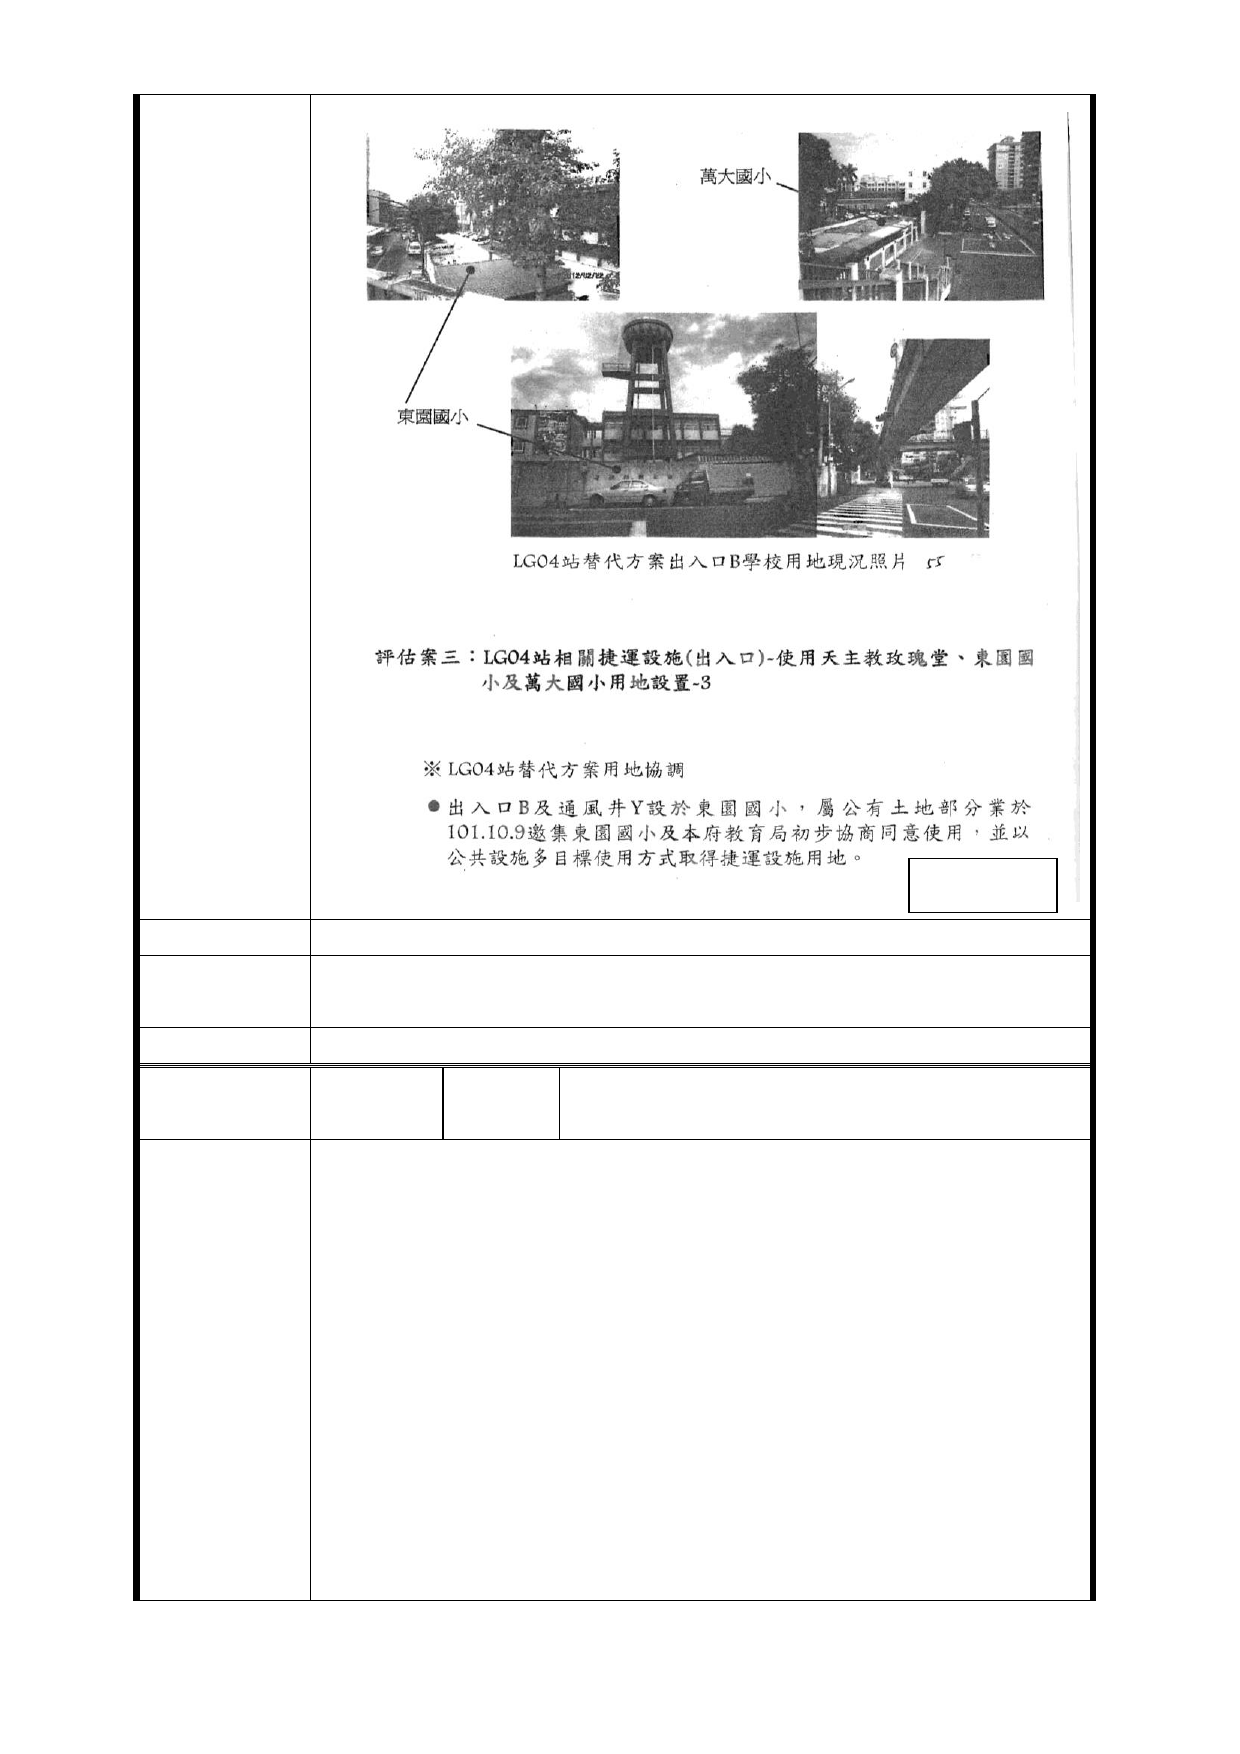 萬大國小
東園國小
LG04站替代方案出入口B學校用地現況照片 55
評估案三：LG04站相關捷運設施(出入口)-使用天主教玫瑰堂、東園國
小及萬大國小用地設置-3
※ LG04站替代方案用地協調
● 出入口B及通風井Y設於東園國小，屬公有土地部分業於
101.10.9邀集東園國小及本府教育局初步協商同意使用，並以
公共設施多目標使用方式取得捷運設施用地。